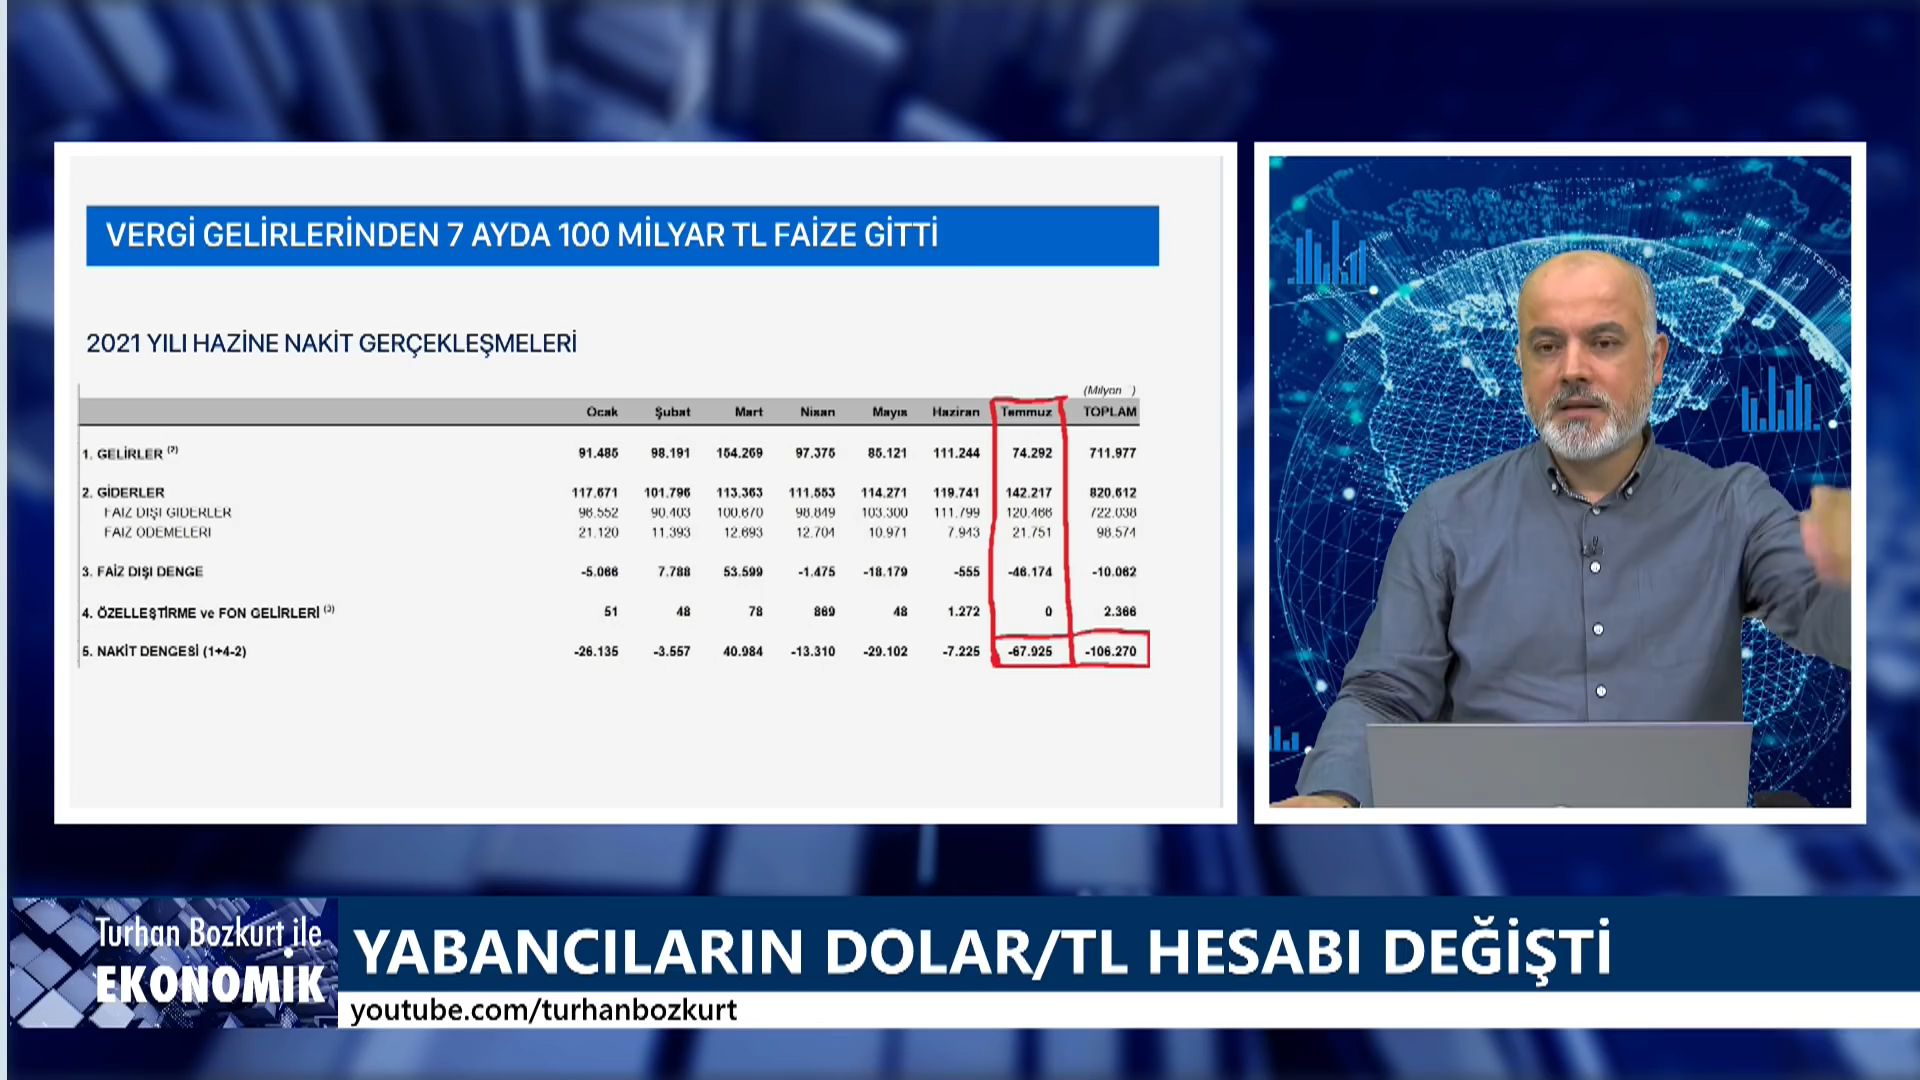 VERGİ GELİRLERİNDEN 7 AYDA 100 MİLYAR TL FAİZE GİTTİ
2021 YILI HAZİNE NAKİT GERÇEKLEŞMELERİ
(Milyon )
Ocak Şubat Mart Nisan Mayıs Haziran Temmuz TOPLAM
1. GELİRLER (2) 91.485 98.191 154.269 97.375 85.121 111.244 74.292 711.977
2. GİDERLER 117.671 101.796 113.363 111.553 114.271 119.741 142.217 820.612
FAİZ DIŞI GİDERLER 96.552 90.403 100.670 98.849 103.300 111.799 120.466 722.038
FAİZ ÖDEMELERİ 21.120 11.393 12.693 12.704 10.971 7.943 21.751 98.574
3. FAİZ DIŞI DENGE -5.066 7.788 53.599 -1.475 -18.179 -555 -46.174 -10.062
4. ÖZELLEŞTİRME ve FON GELİRLERİ (3) 51 48 78 869 48 1.272 0 2.366
5. NAKİT DENGESİ (1+4-2) -26.135 -3.557 40.984 -13.310 -29.102 -7.225 -67.925 -106.270
Turhan Bozkurt ile
EKONOMİK
YABANCILARIN DOLAR/TL HESABI DEĞİŞTİ
youtube.com/turhanbozkurt